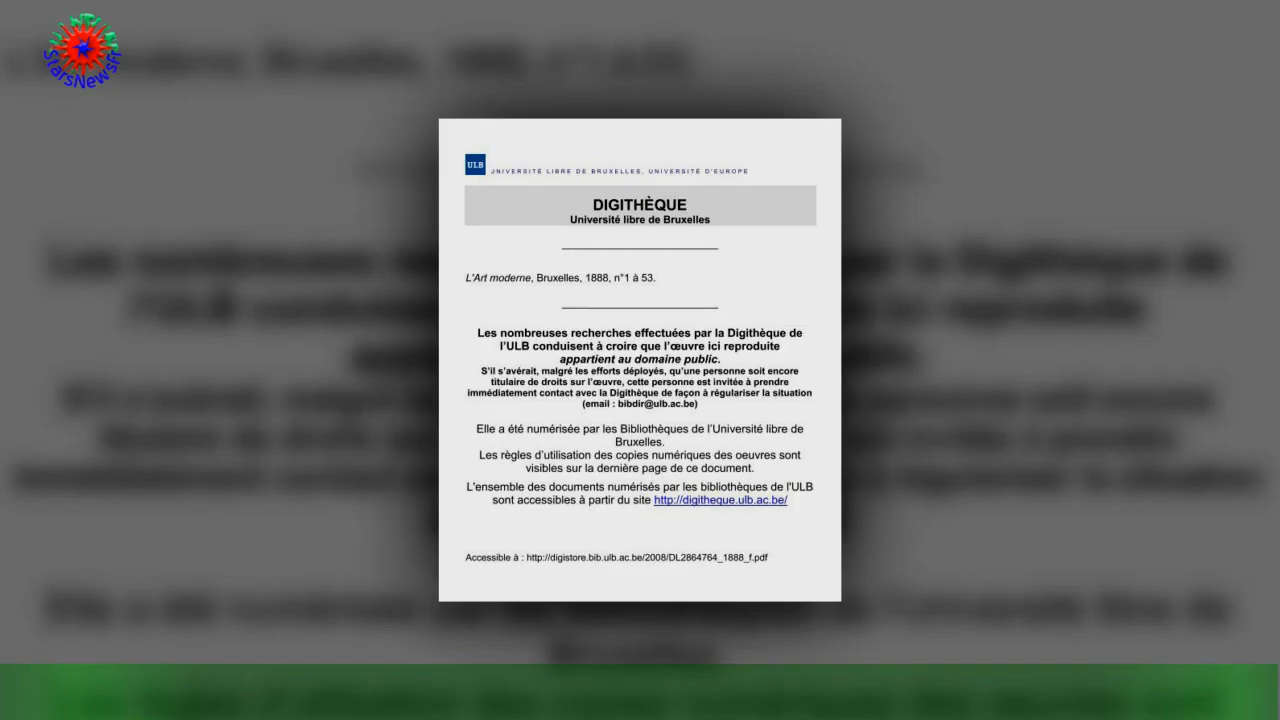 StarsNewsFr
ULB
UNIVERSITÉ LIBRE DE BRUXELLES, UNIVERSITÉ D'EUROPE
DIGITHÈQUE
Université libre de Bruxelles
L'Art moderne, Bruxelles, 1888, n°1 à 53.
Les nombreuses recherches effectuées par la Digithèque de
l'ULB conduisent à croire que l'œuvre ici reproduite
appartient au domaine public.
S'il s'avérait, malgré les efforts déployés, qu'une personne soit encore
titulaire de droits sur l'œuvre, cette personne est invitée à prendre
immédiatement contact avec la Digithèque de façon à régulariser la situation
(email : bibdir@ulb.ac.be)
Elle a été numérisée par les Bibliothèques de l'Université libre de
Bruxelles.
Les règles d'utilisation des copies numériques des oeuvres sont
visibles sur la dernière page de ce document.
L'ensemble des documents numérisés par les bibliothèques de l'ULB
sont accessibles à partir du site http://digitheque.ulb.ac.be/
Accessible à : http://digistore.bib.ulb.ac.be/2008/DL2864764_1888_f.pdf